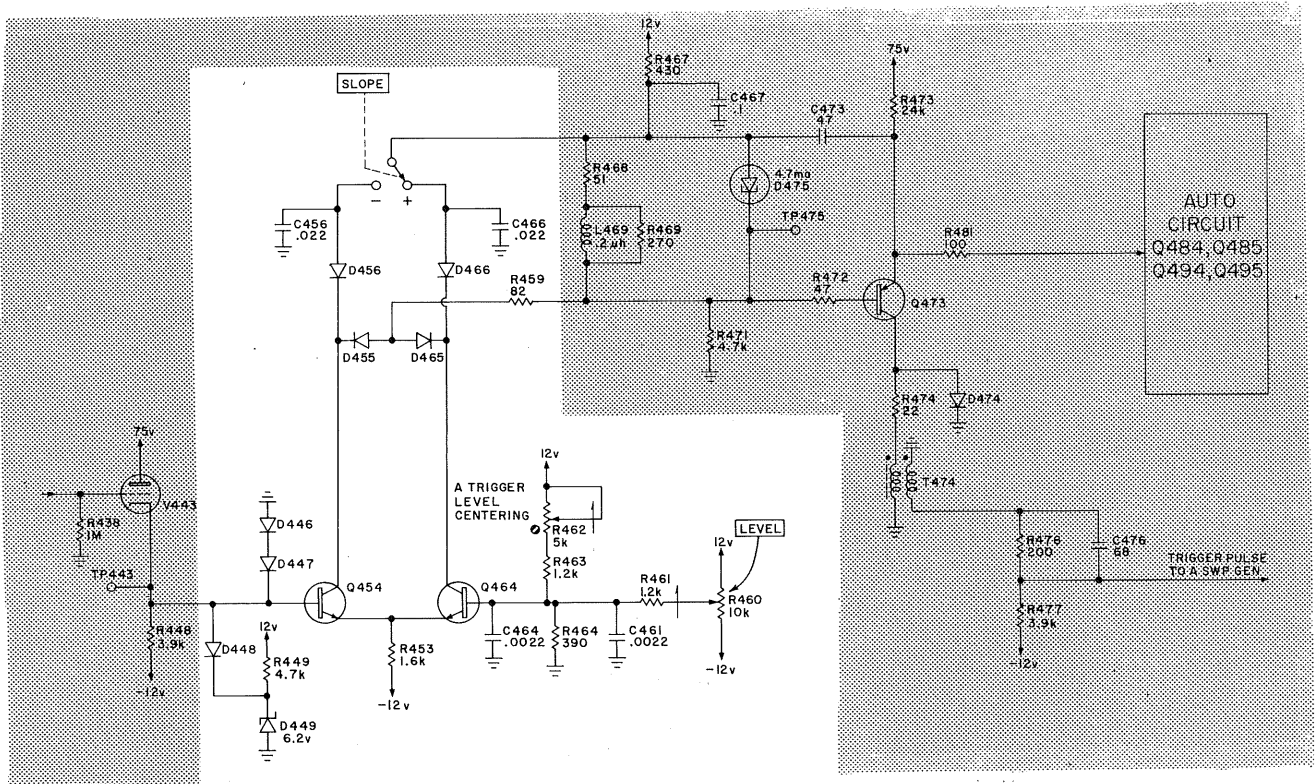 12v
75v
R467
430
SLOPE
C467
.1
C473
47
R473
24k
R468
51
4.7ma
D475
- +
AUTO
CIRCUIT
Q484, Q485
Q494, Q495
C456
.022
C466
.022
L469
.2uh
R469
270
TP475
R481
00
D456
D466
R459
82
R472
47
Q473
D455
D465
R471
4.7k
R474
22
D474
75v
12v
A TRIGGER
LEVEL
CENTERING
T474
V443
R438
1M
D446
R462
5k
LEVEL
R476
200
C476
68
D447
R463
1.2k
12v
TRIGGER PULSE
TO A SWP GEN
TP443
Q454
Q464
R461
1.2k
R460
10k
R448
3.9k
D448
12v
R449
4.7k
R453
1.6k
C464
.0022
R464
390
C461
.0022
R477
3.9k
-12v
-12v
-12v
-12v
D449
6.2v